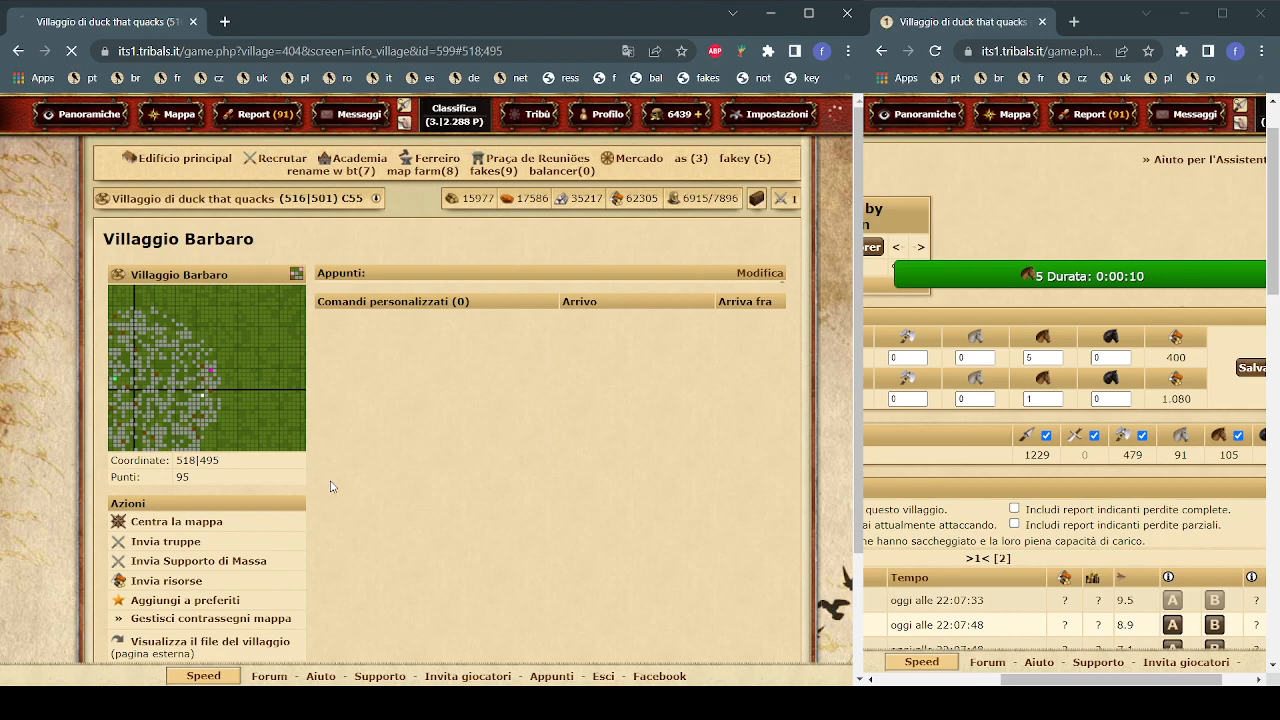 Villaggio di duck that quacks (51
Villaggio di duck that quacks
its1.tribals.it/game.php?village=404&screen=info_village&id=599#518;495
its1.tribals.it/game.ph...
Apps pt br fr cz uk pl ro it es de net ress f bal fakes not key
Apps pt br fr cz uk pl ro
Panoramiche Mappa Report (91) Messaggi Classifica Tribù Profilo 6439 + Impostazioni
(3.|2.288 P)
Panoramiche Mappa Report (91) Messaggi
Edificio principal Recrutar Academia Ferreiro Praça de Reuniões Mercado as (3) fakey (5)
rename w bt(7) map farm(8) fakes(9) balancer(0)
Villaggio di duck that quacks (516|501) C55 15977 17586 35217 62305 6915/7896 1
Villaggio Barbaro
Villaggio Barbaro
Appunti: Modifica
Comandi personalizzati (0) Arrivo Arriva fra
Coordinate: 518|495
Punti: 95
Azioni
Centra la mappa
Invia truppe
Invia Supporto di Massa
Invia risorse
Aggiungi a preferiti
» Gestisci contrassegni mappa
Visualizza il file del villaggio
(pagina esterna)
Speed Forum - Aiuto - Supporto - Invita giocatori - Appunti - Esci - Facebook
» Aiuto per l'Assistent
by
n
orer <- ->
5 Durata: 0:00:10
0 0 5 0 400
Salva
0 0 1 0 1.080
1229 0 479 91 105
questo villaggio. Includi report indicanti perdite complete.
ai attualmente attaccando. Includi report indicanti perdite parziali.
he hanno saccheggiato e la loro piena capacità di carico.
>1< [2]
Tempo
oggi alle 22:07:33 ? ? 9.5 A B ?
oggi alle 22:07:48 ? ? 8.9 A B ?
Speed Forum - Aiuto - Supporto - Invita giocatori -